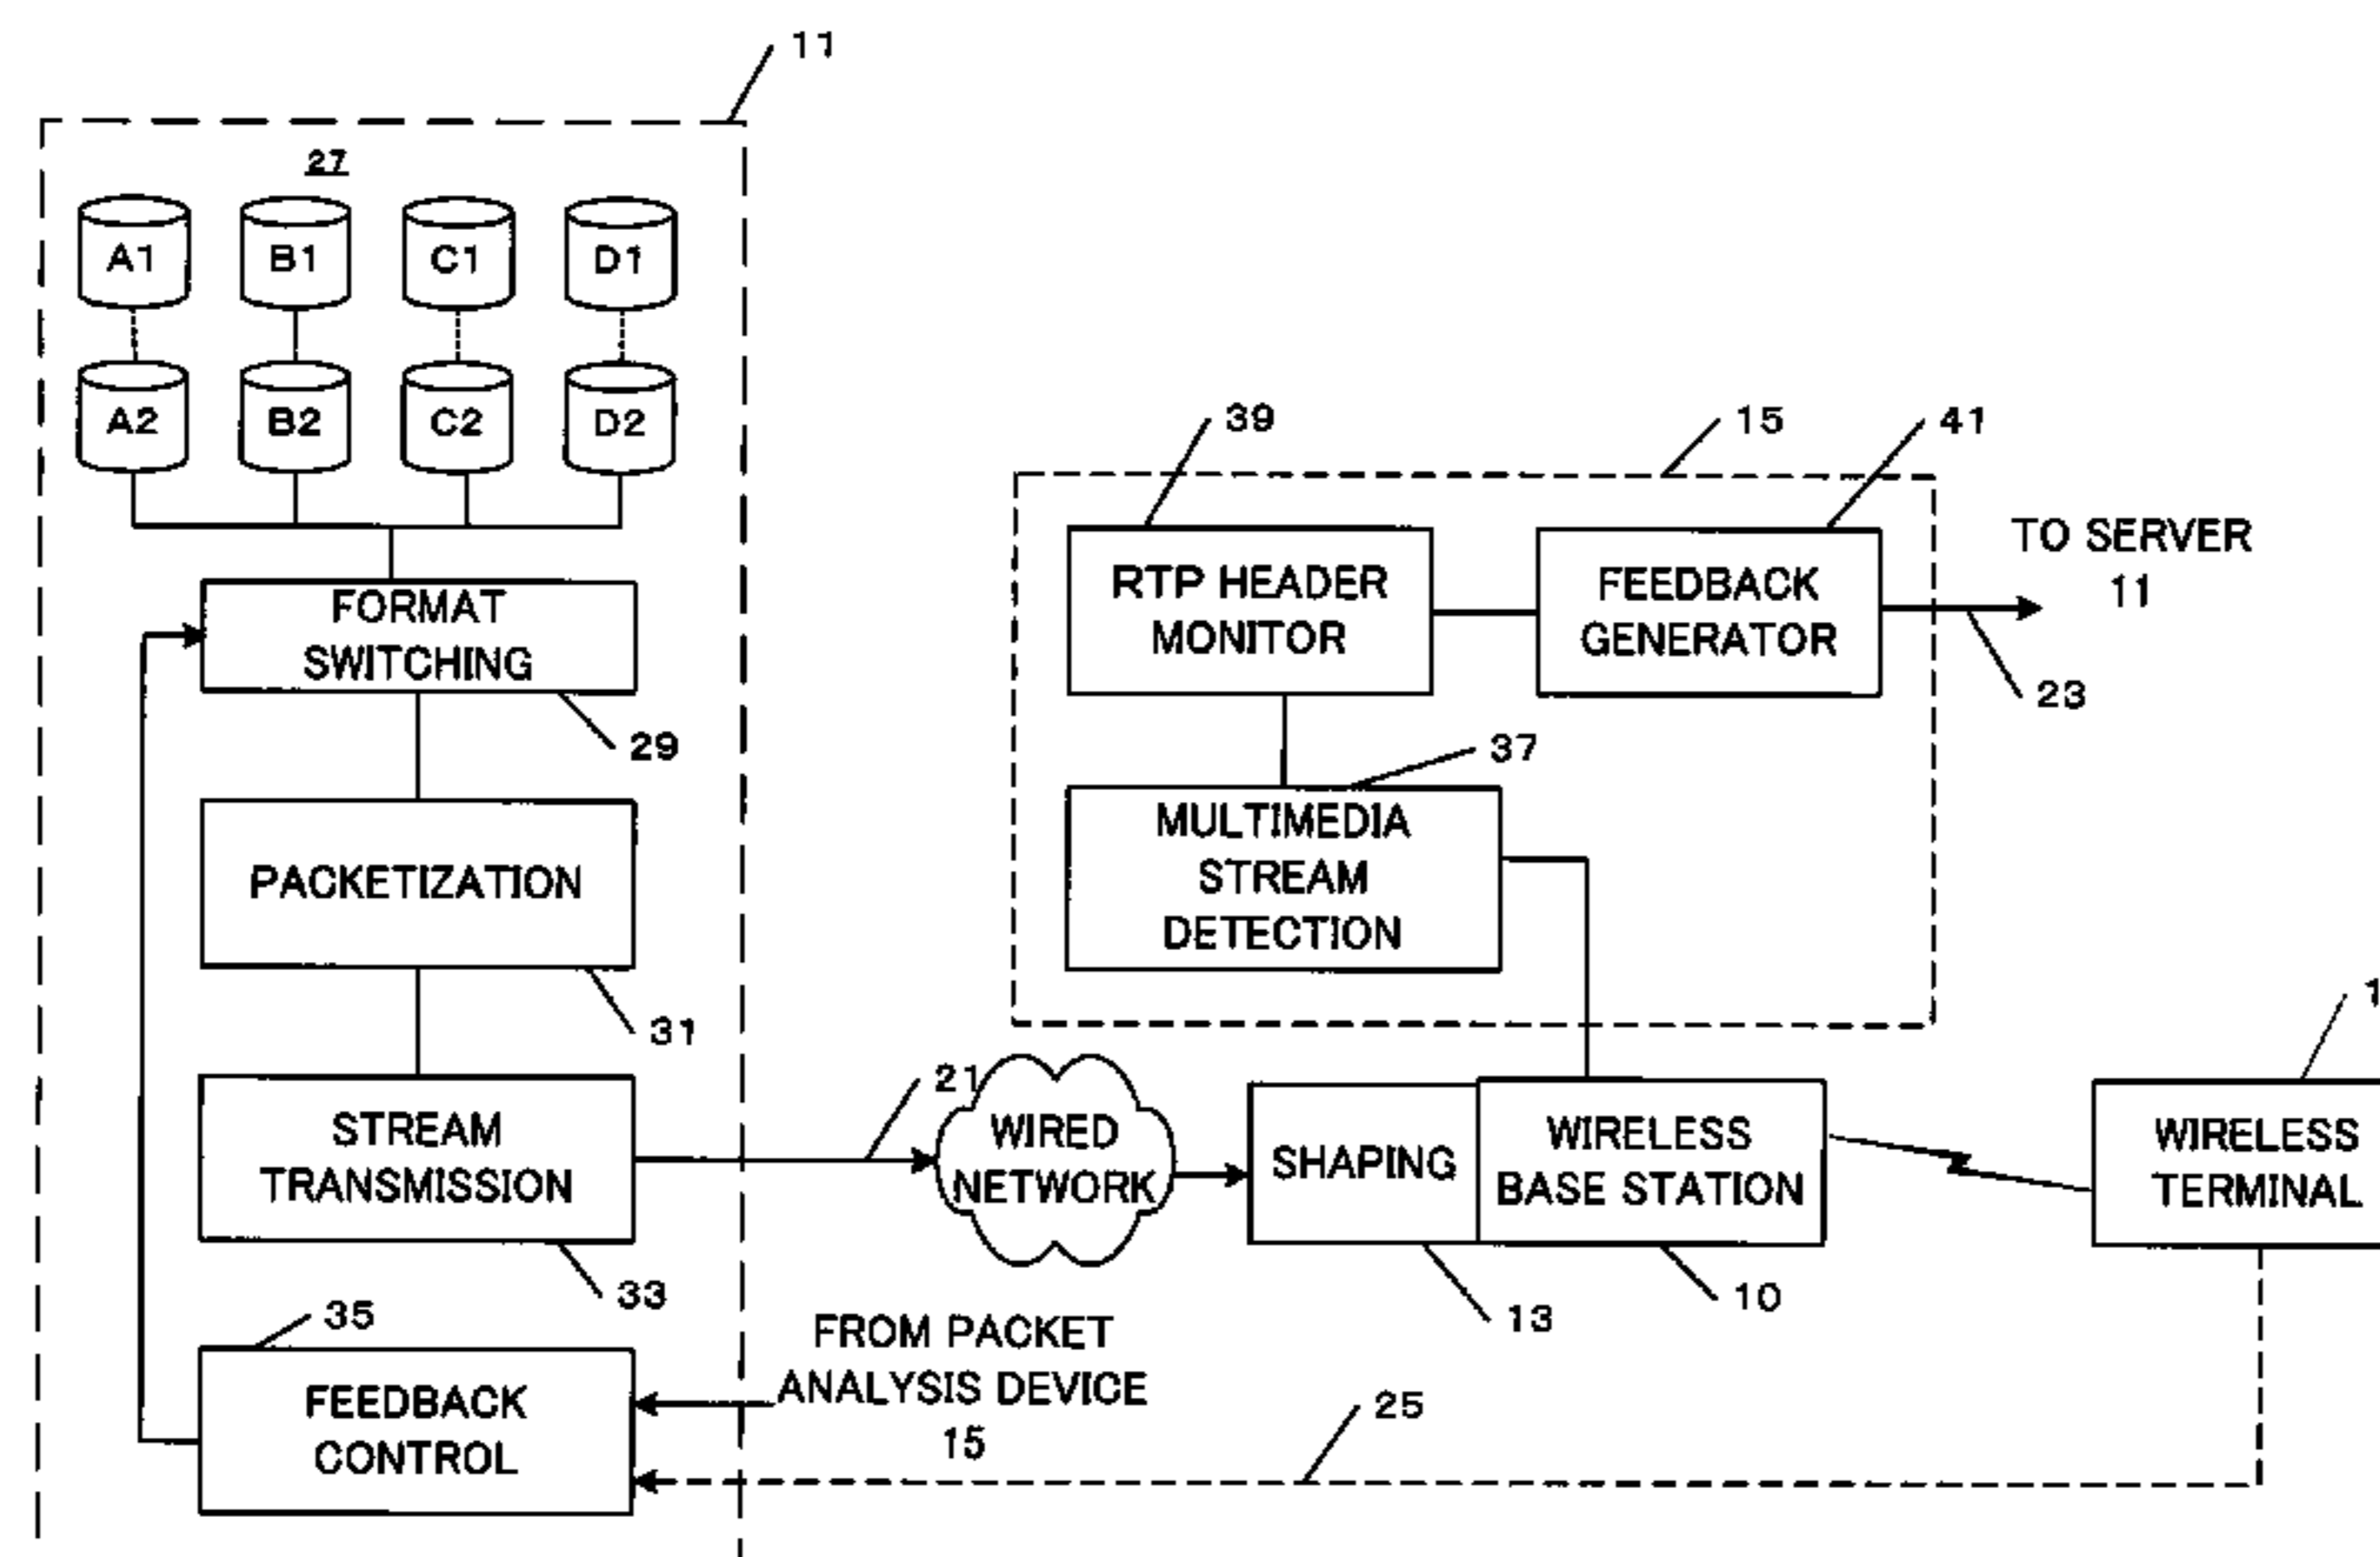 11
27
A1
B1
C1
D1
A2
B2
C2
D2
FORMAT
SWITCHING
29
PACKETIZATION
31
STREAM
TRANSMISSION
33
35
FEEDBACK
CONTROL
39
15
41
RTP HEADER
MONITOR
FEEDBACK
GENERATOR
TO SERVER
11
23
37
MULTIMEDIA
STREAM
DETECTION
21
WIRED
NETWORK
SHAPING
WIRELESS
BASE STATION
13
10
WIRELESS
TERMINAL
FROM PACKET
ANALYSIS DEVICE
15
25